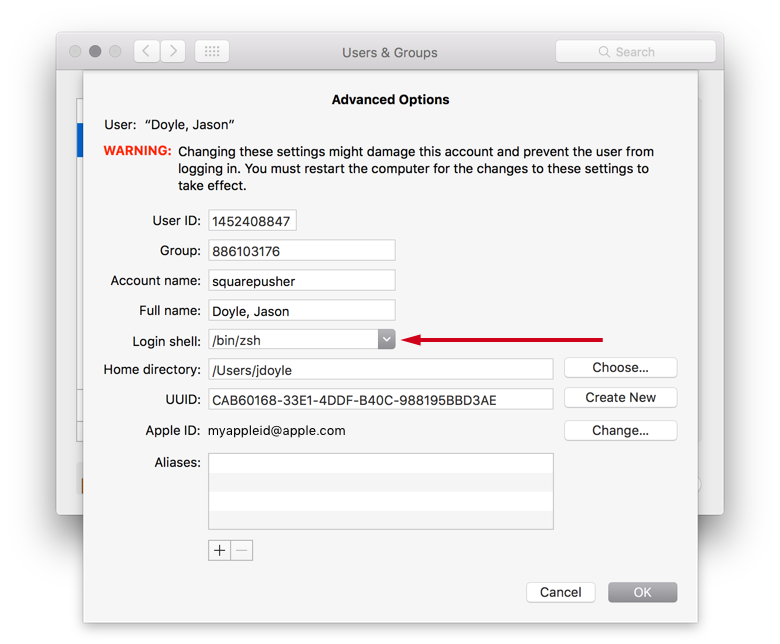 Users & Groups
Search
Advanced Options
User: “Doyle, Jason”
WARNING: Changing these settings might damage this account and prevent the user from
logging in. You must restart the computer for the changes to these settings to
take effect.
User ID: 1452408847
Group: 886103176
Account name: squarepusher
Full name: Doyle, Jason
Login shell: /bin/zsh
Home directory: /Users/jdoyle Choose...
UUID: CAB60168-33E1-4DDF-B40C-988195BBD3AE Create New
Apple ID: myappleid@apple.com Change...
Aliases:
+ −
Cancel OK